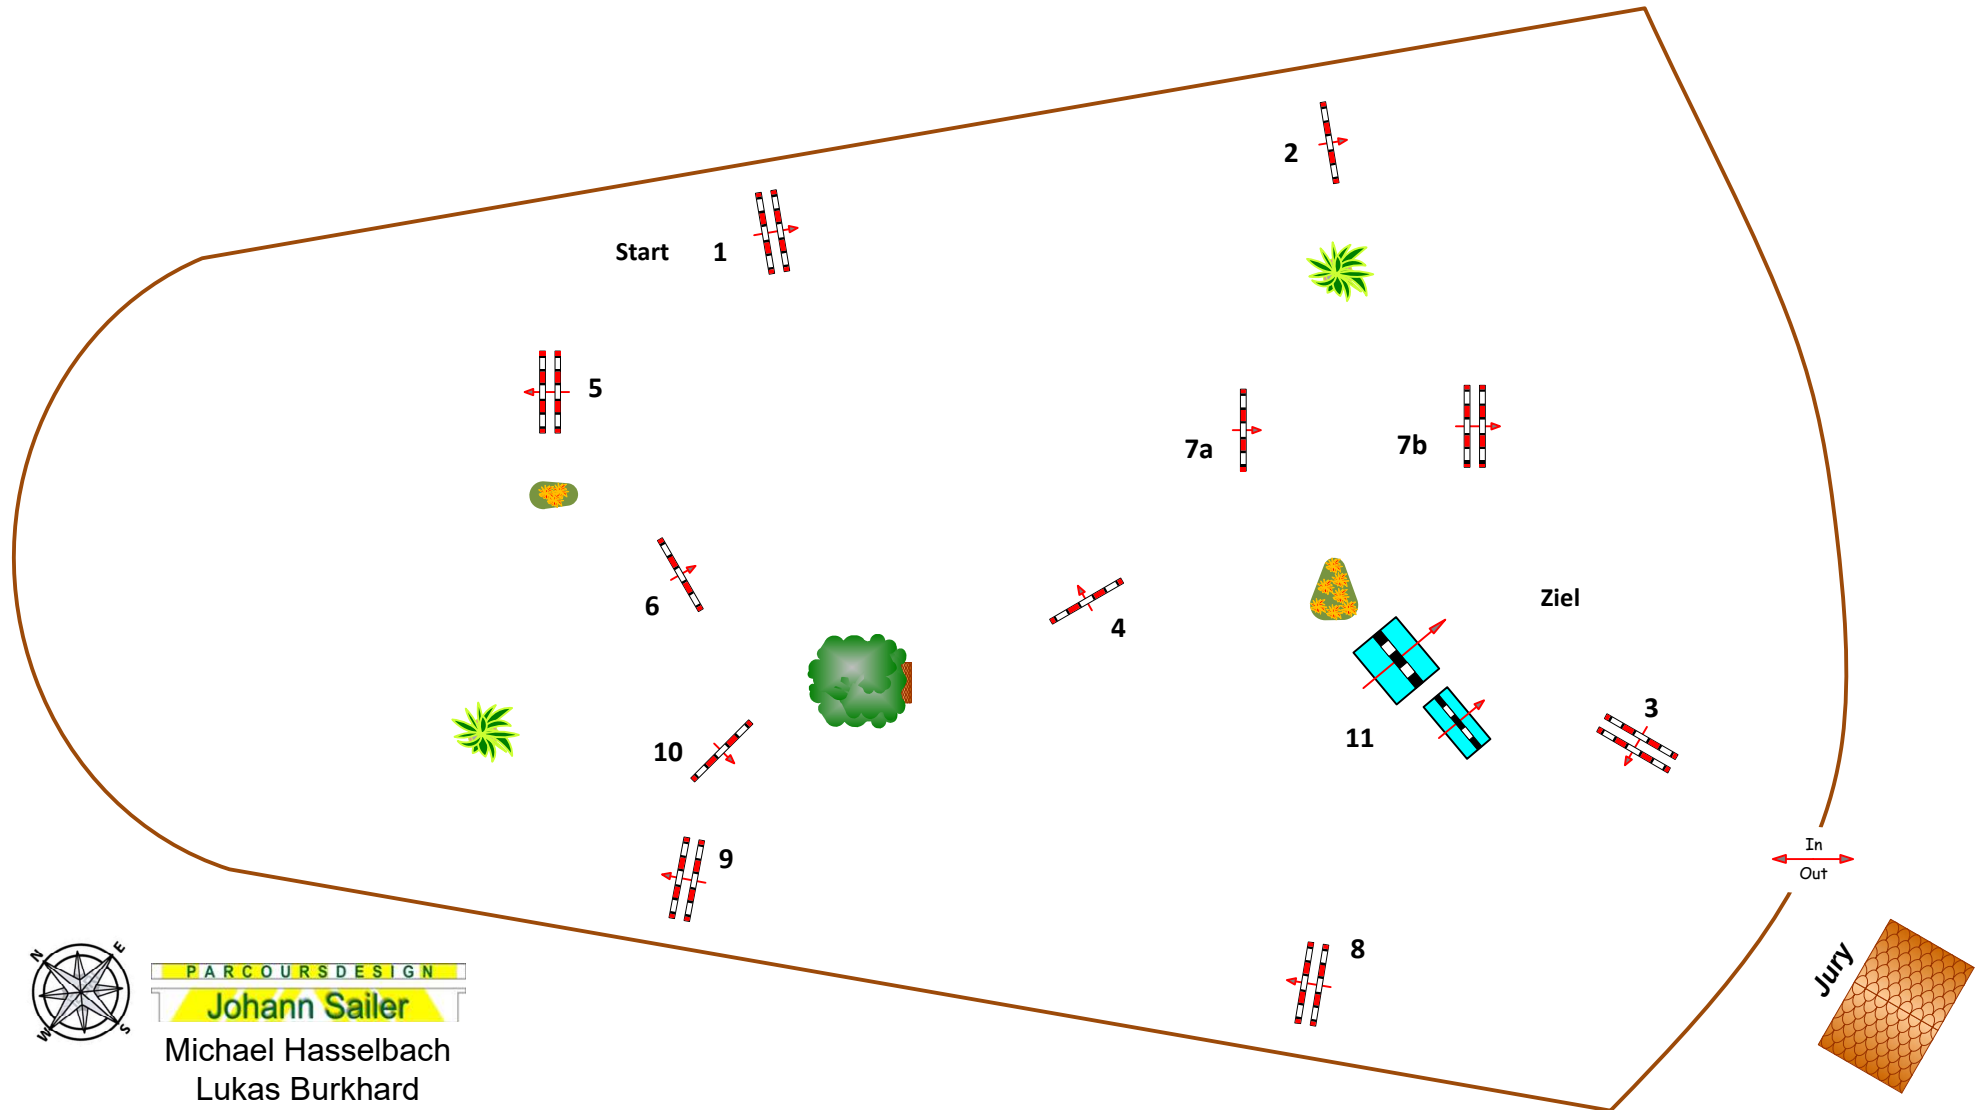 2
Start 1
5
7a
7b
6
4
Ziel
3
10
11
In
Out
9
8
N
E
W
S
PARCOURSDESIGN
Johann Sailer
Michael Hasselbach
Lukas Burkhard
Jury